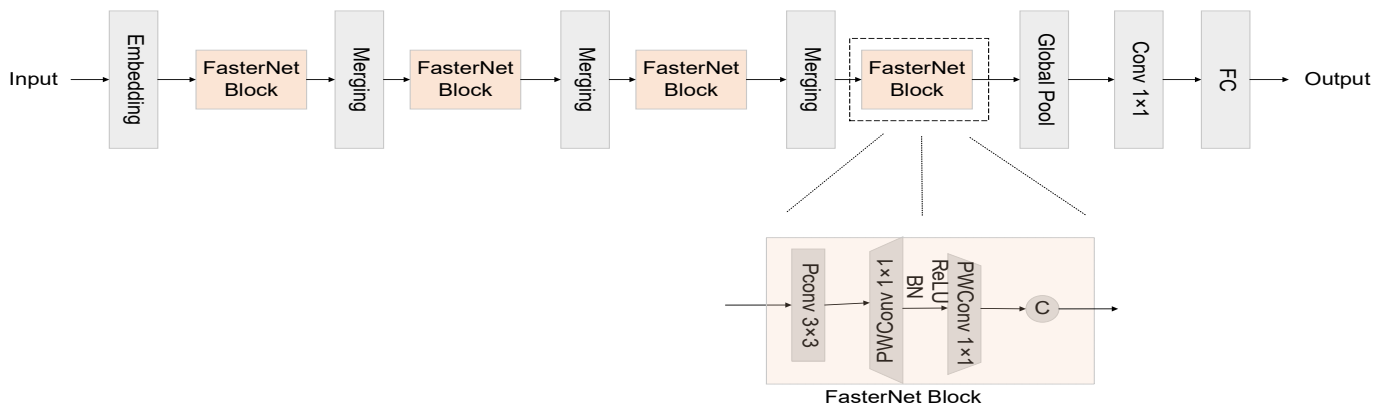 Input
Embedding
FasterNet
Block
Merging
FasterNet
Block
Merging
FasterNet
Block
Merging
FasterNet
Block
Global Pool
Conv 1×1
FC
Output
Pconv 3×3
PWConv 1×1
BN
ReLU
PWConv 1×1
C
FasterNet Block